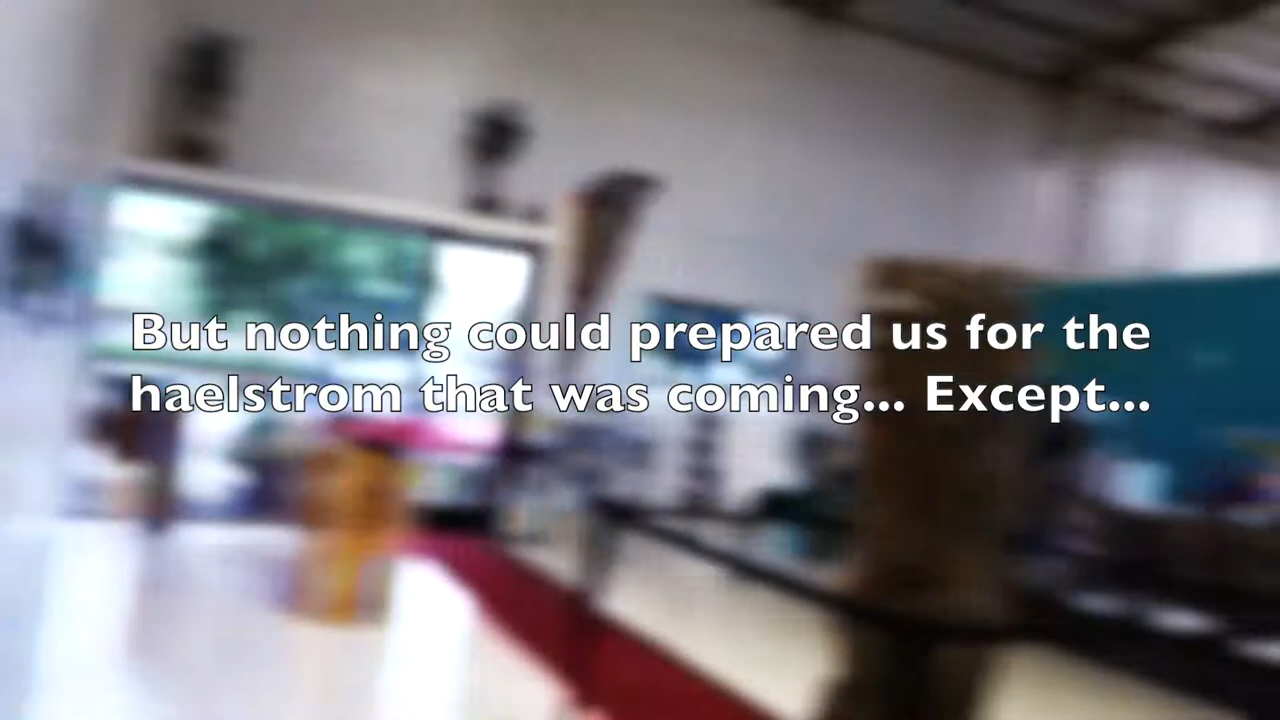 But nothing could prepared us for the
haelstrom that was coming... Except...